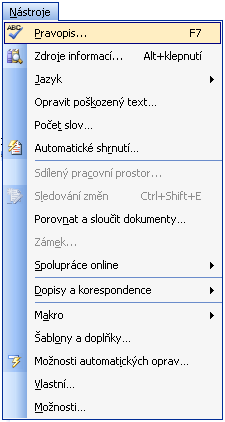 Nástroje
ABC
Pravopis... F7
Zdroje informací... Alt+klepnutí
Jazyk
Opravit poškozený text...
Počet slov...
Automatické shrnutí...
Sdílený pracovní prostor...
Sledování změn Ctrl+Shift+E
Porovnat a sloučit dokumenty...
Zámek...
Spolupráce online
Dopisy a korespondence
Makro
Šablony a doplňky...
Možnosti automatických oprav...
Vlastní...
Možnosti...